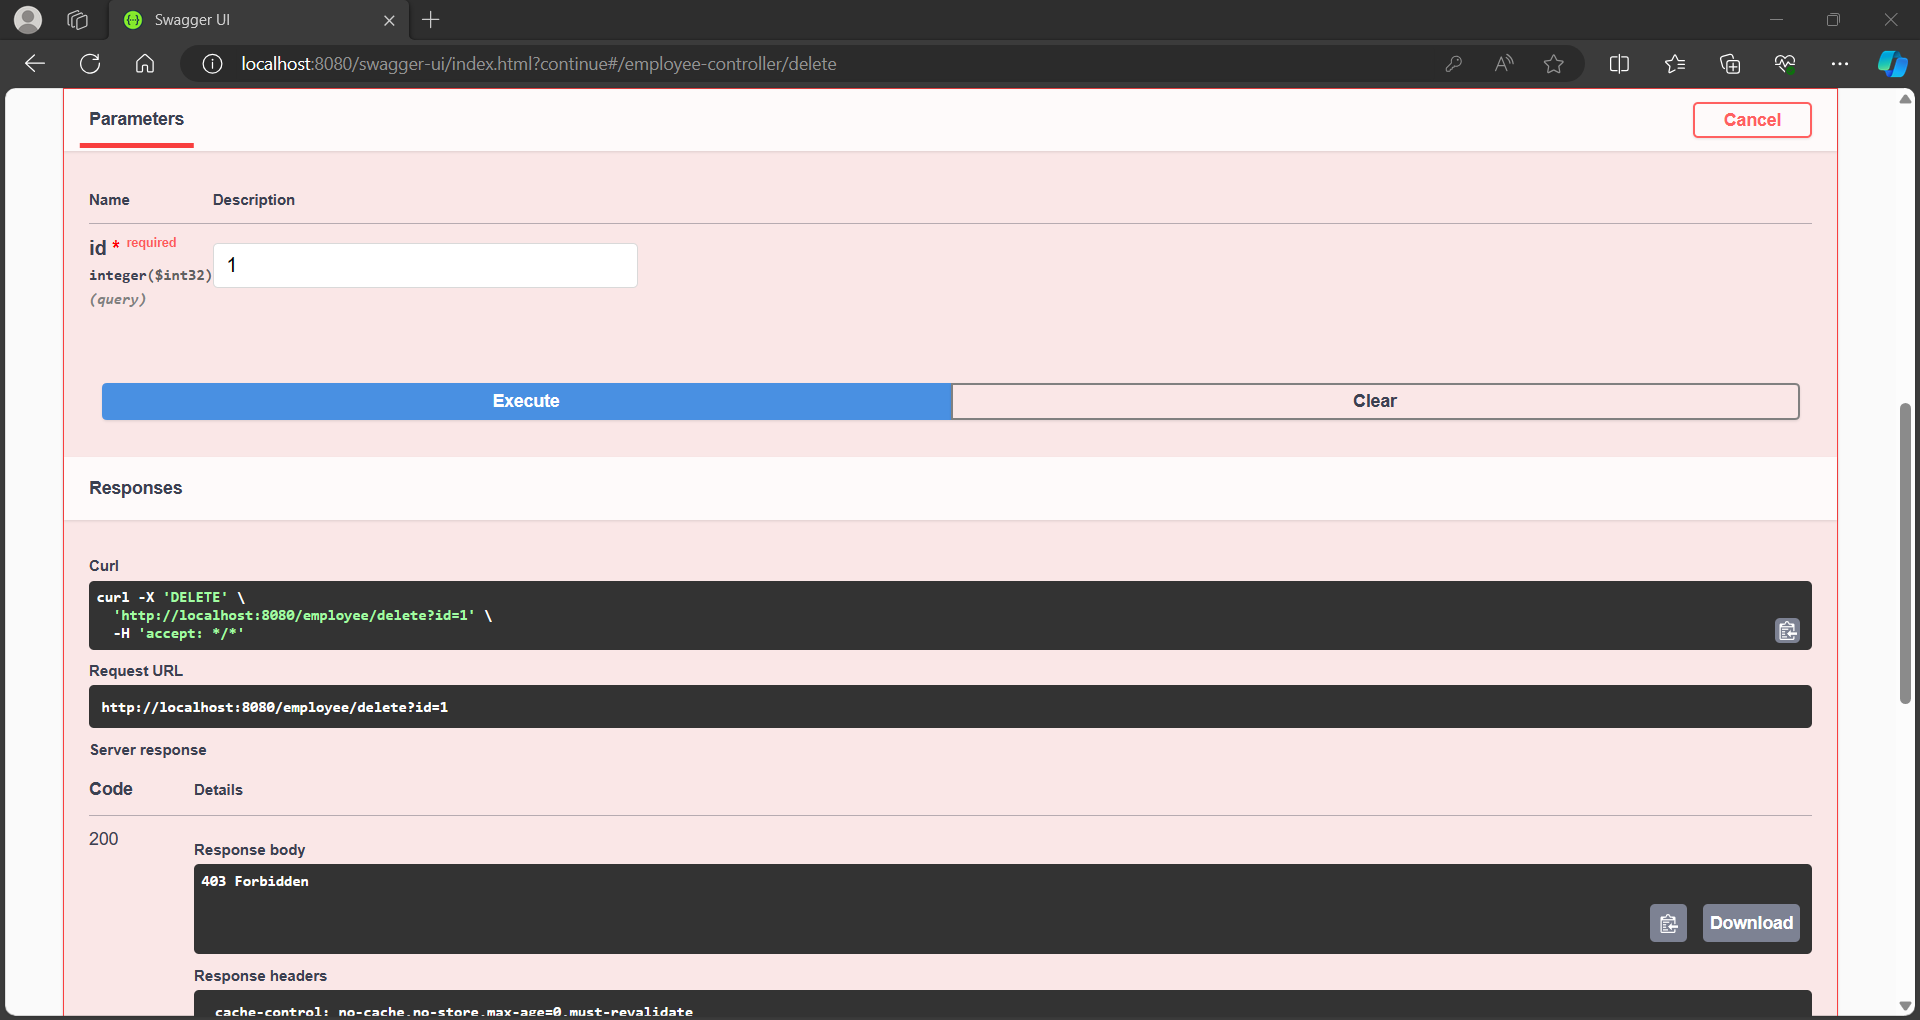 Swagger UI
localhost:8080/swagger-ui/index.html?continue#/employee-controller/delete
Parameters
Cancel
Name Description
id * required
integer($int32)
(query)
1
Execute
Clear
Responses
Curl
curl -X 'DELETE' \
'http://localhost:8080/employee/delete?id=1' \
-H 'accept: */*'
Request URL
http://localhost:8080/employee/delete?id=1
Server response
Code Details
200
Response body
403 Forbidden
Download
Response headers
cache-control: no-cache,no-store,max-age=0,must-revalidate